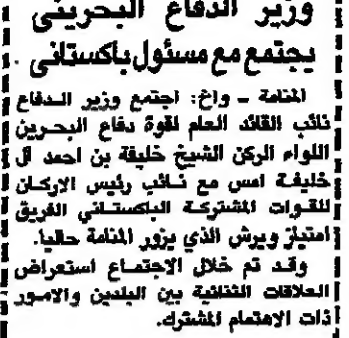 وزير الدفاع البحريني
يجتمع مع مسئول باكستاني
المنامة - واخ: اجتمع وزير الدفاع
نائب القائد العام لقوة دفاع البحرين
اللواء الركن الشيخ خليفة بن احمد آل
خليفة امس مع نائب رئيس الاركان
للقوات المشتركة الباكستاني الفريق
امتياز ويرش الذي يزور المنامة حاليا.
وقد تم خلال الاجتماع استعراض
العلاقات الثنائية بين البلدين والامور
ذات الاهتمام المشترك.